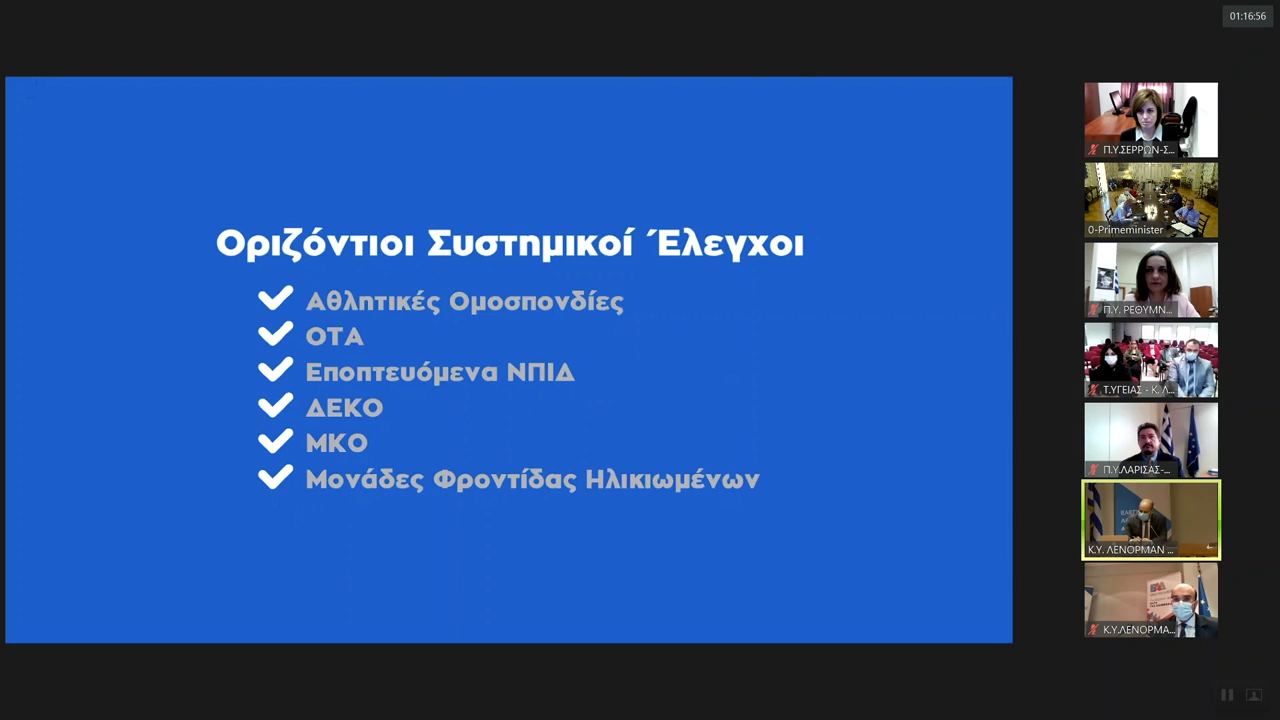 01:16:56
Οριζόντιοι Συστημικοί Έλεγχοι
Αθλητικές Ομοσπονδίες
ΟΤΑ
Εποπτευόμενα ΝΠΙΔ
ΔΕΚΟ
ΜΚΟ
Μονάδες Φροντίδας Ηλικιωμένων
Π.Υ.ΣΕΡΡΩΝ-Σ...
0-Primeminister
Π.Υ. ΡΕΘΥΜΝ...
Τ.ΥΓΕΙΑΣ - Κ. Λ...
Π.Υ.ΛΑΡΙΣΑΣ-...
Κ.Υ. ΛΕΝΟΡΜΑΝ ...
Κ.Υ.ΛΕΝΟΡΜΑ...